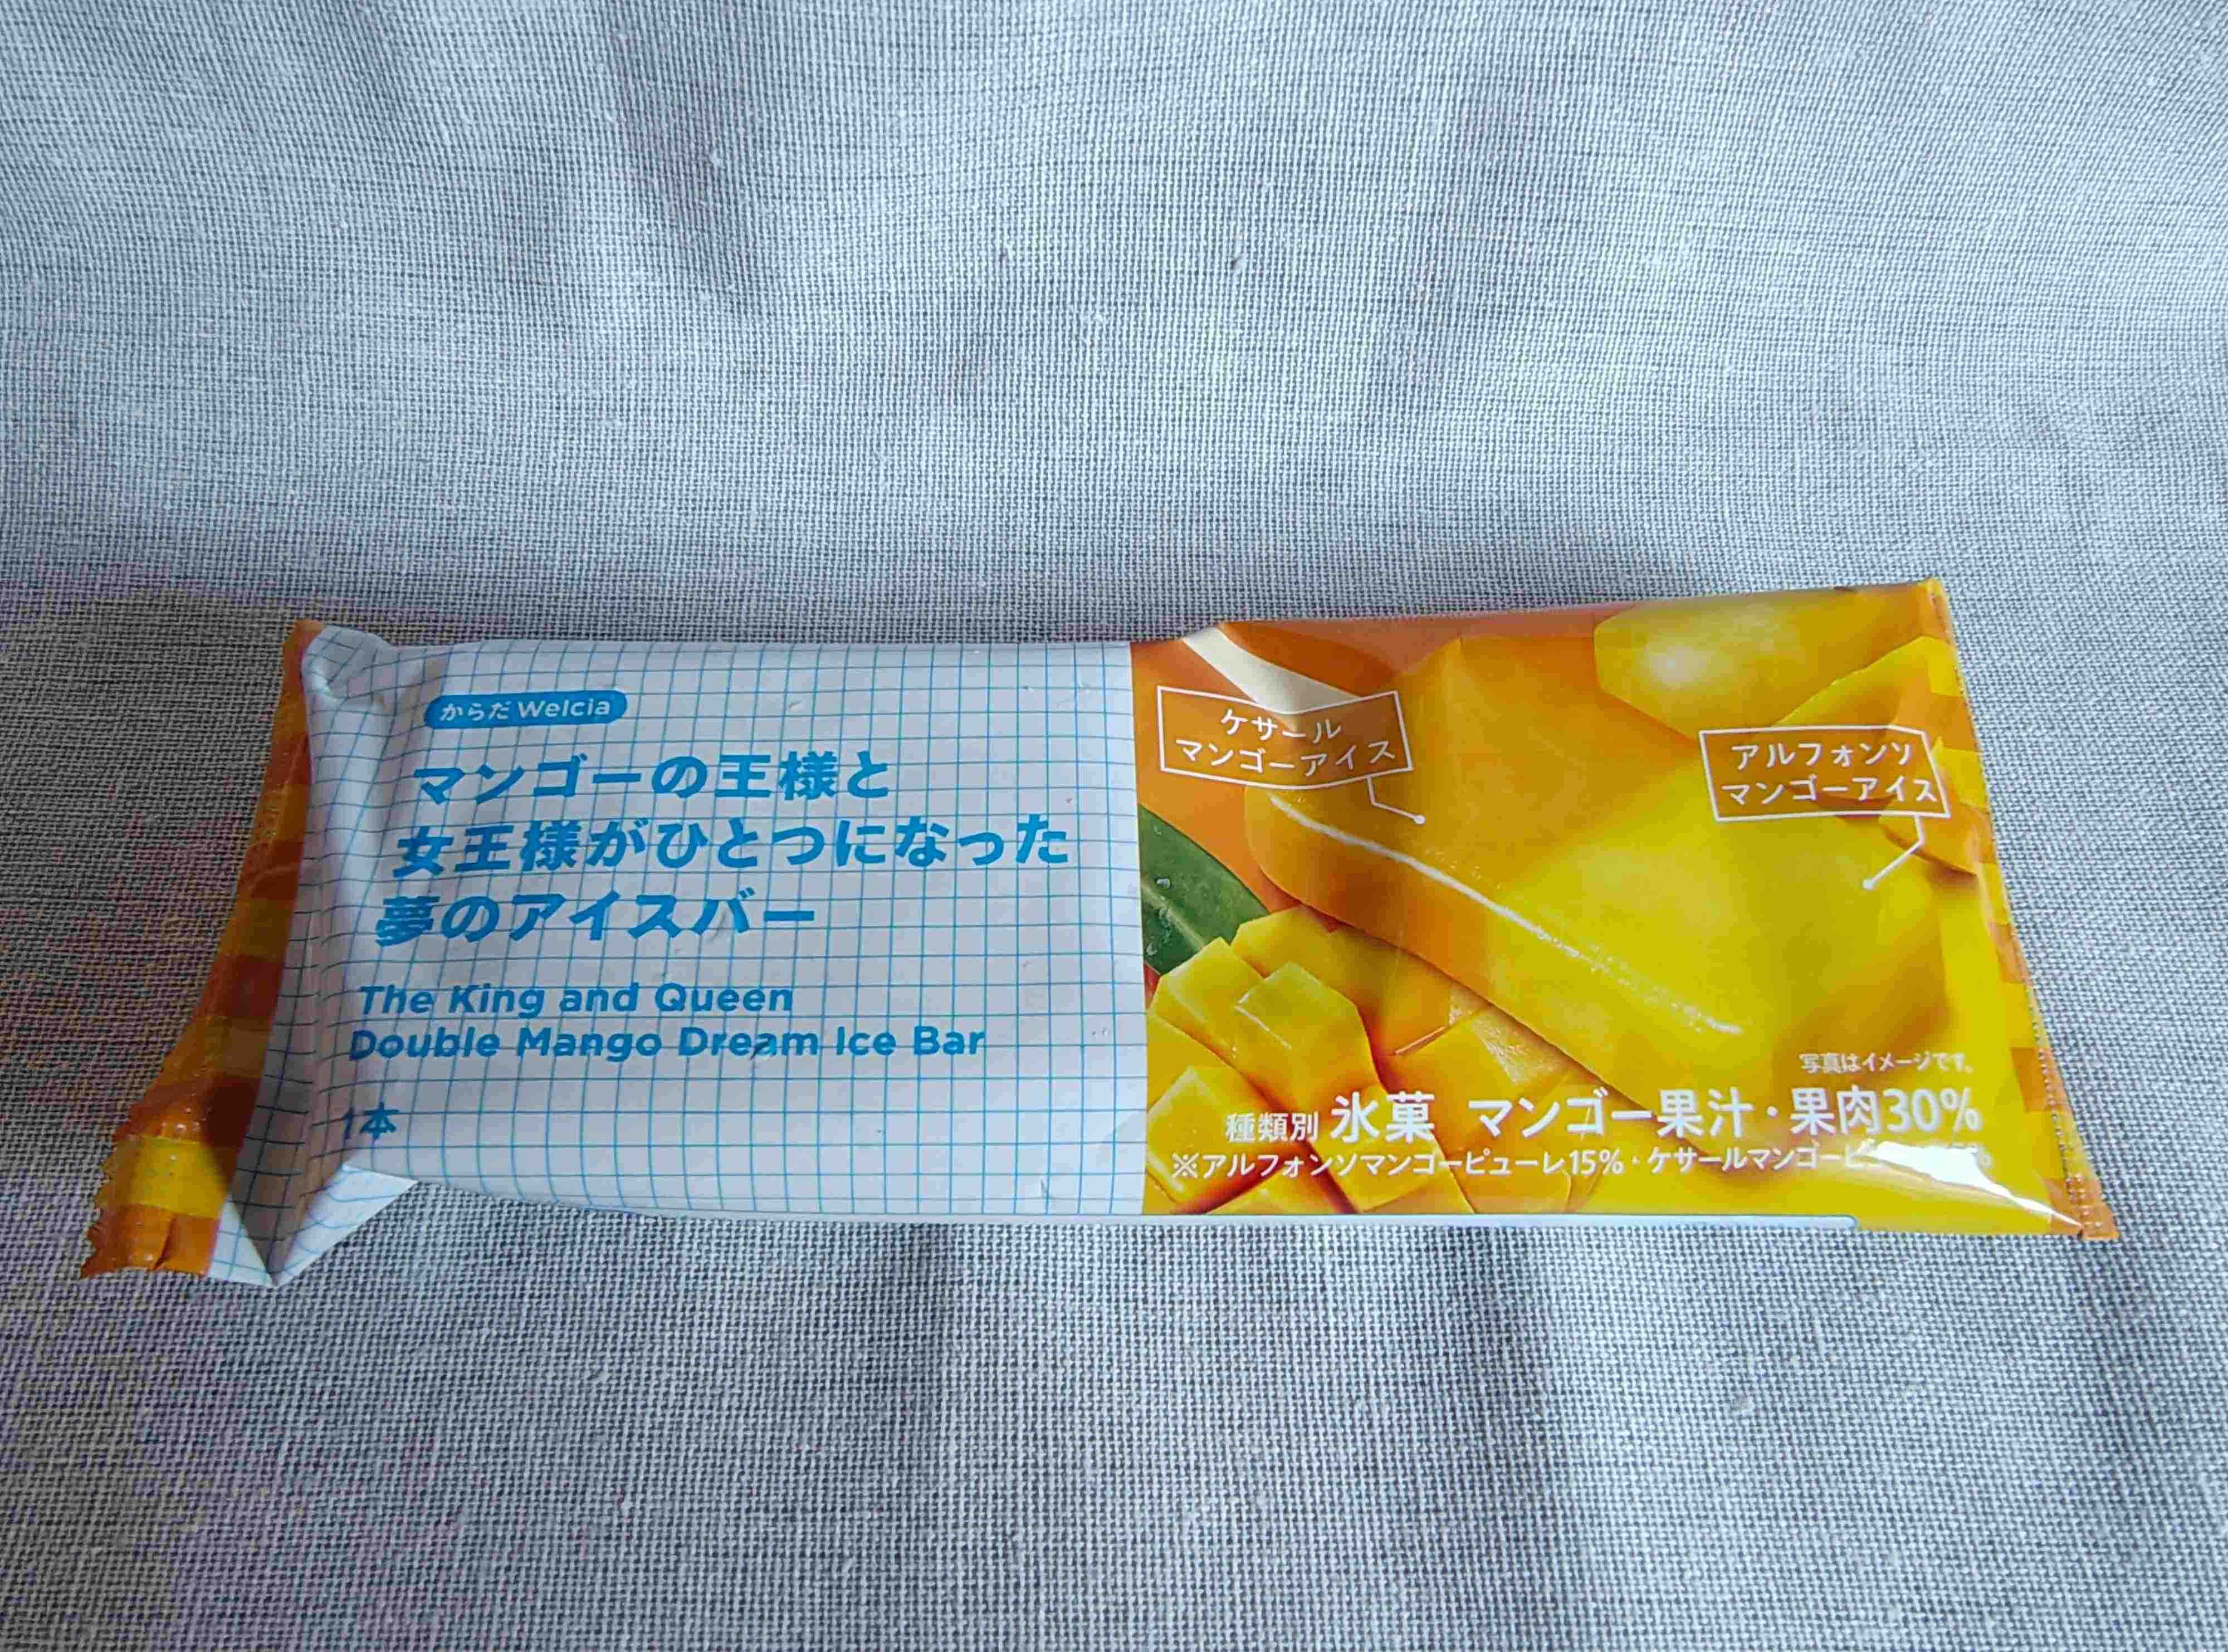 からだWelcia
マンゴーの王様と
女王様がひとつになった
夢のアイスバー
The King and Queen
Double Mango Dream Ice Bar
1本
ケサール
マンゴーアイス
アルフォンソ
マンゴーアイス
写真はイメージです。
種類別 氷菓 マンゴー果汁・果肉30%
※アルフォンソマンゴーピューレ15%・ケサールマンゴー